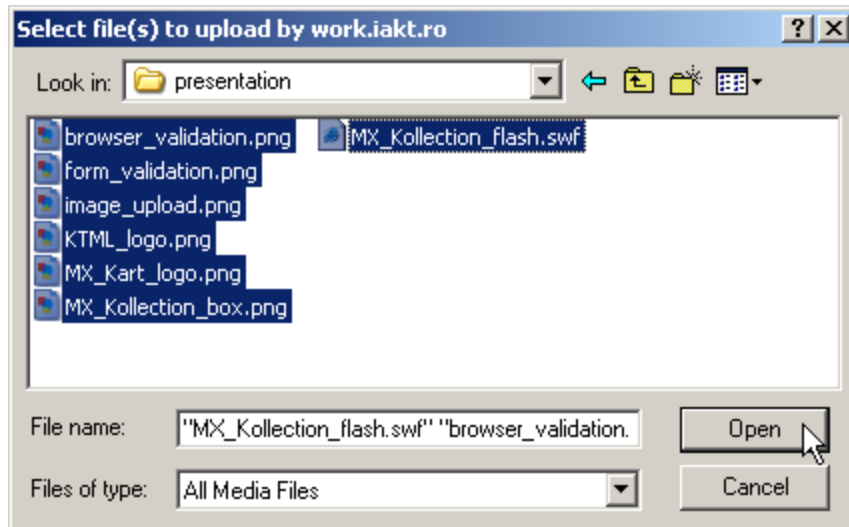 Select file(s) to upload by work.iakt.ro
Look in: presentation
browser_validation.png
form_validation.png
image_upload.png
KTML_logo.png
MX_Kart_logo.png
MX_Kollection_box.png
MX_Kollection_flash.swf
File name: "MX_Kollection_flash.swf" "browser_validation.
Open
Files of type: All Media Files
Cancel